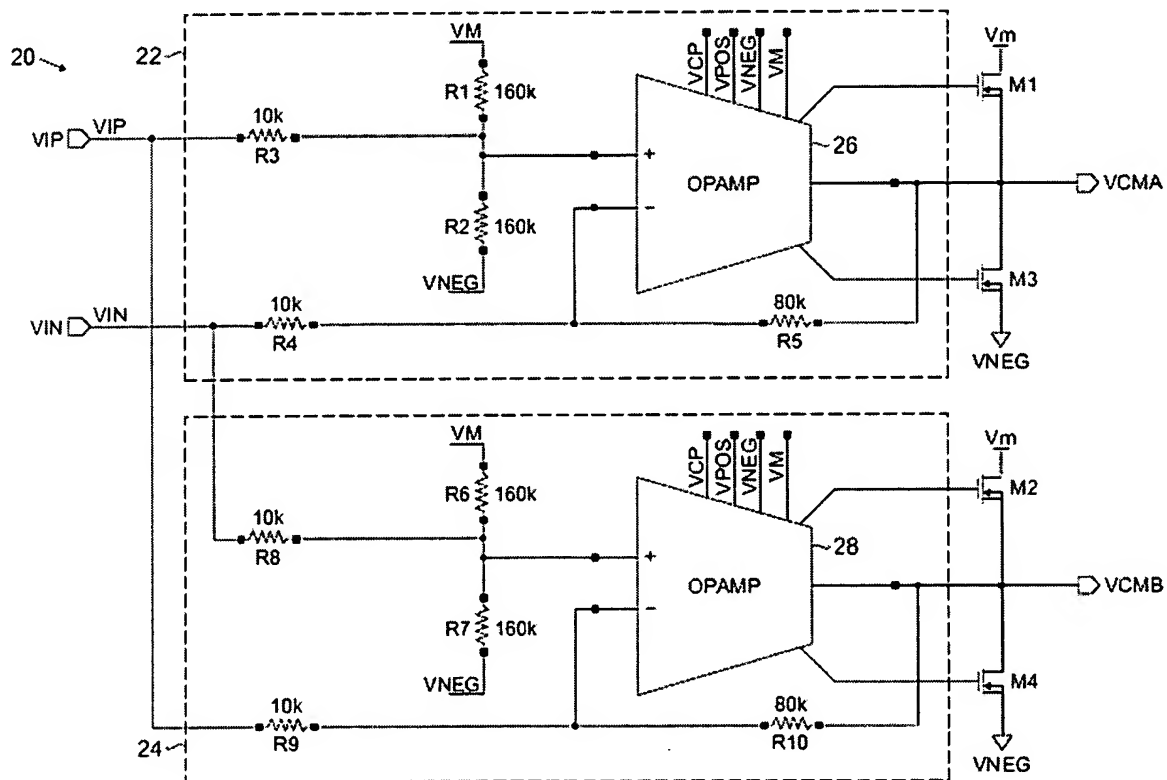 20
22
VM
R1
160k
VCP
VPOS
VNEG
VM
Vm
M1
VIP
VIP
10k
R3
+
26
OPAMP
VCMA
R2
160k
-
VNEG
M3
VIN
VIN
10k
R4
80k
R5
VNEG
VM
R6
160k
VCP
VPOS
VNEG
VM
Vm
M2
10k
R8
+
28
OPAMP
VCMB
R7
160k
-
VNEG
M4
10k
R9
80k
R10
24
VNEG